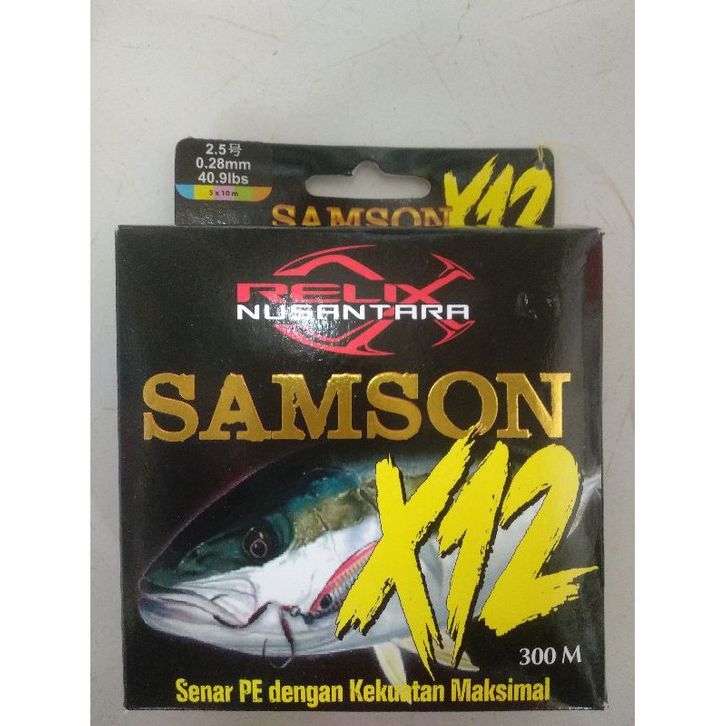 2.5号
0.28mm
40.9lbs
5 x 10 m
SAMSON X12
RELIX
NUSANTARA
SAMSON
X12
300 M
Senar PE dengan Kekuatan Maksimal